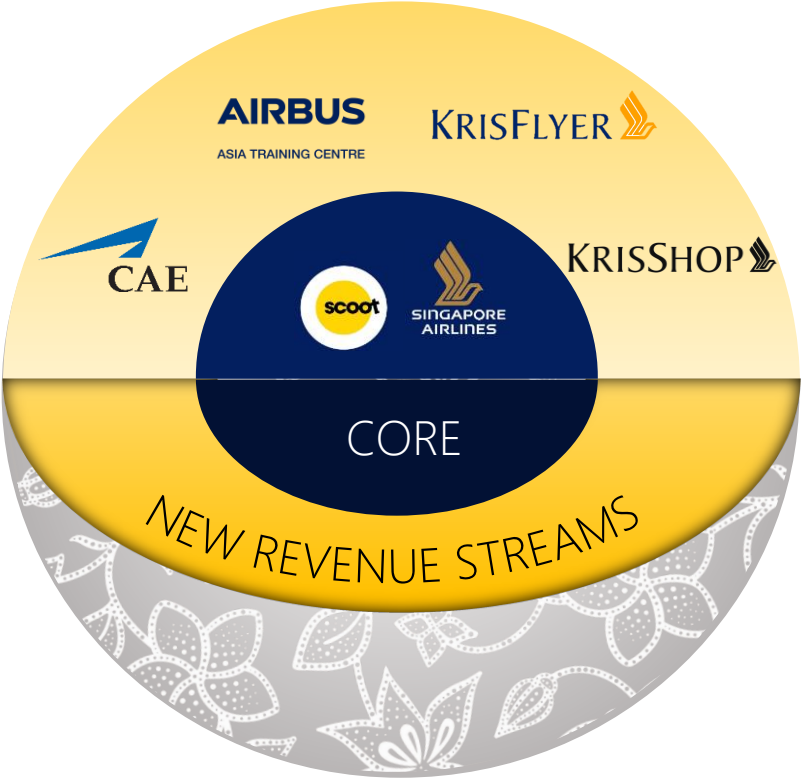 AIRBUS
ASIA TRAINING CENTRE
KRISFLYER
CAE
KRISSHOP
scoot
SINGAPORE
AIRLINES
CORE
NEW REVENUE STREAMS